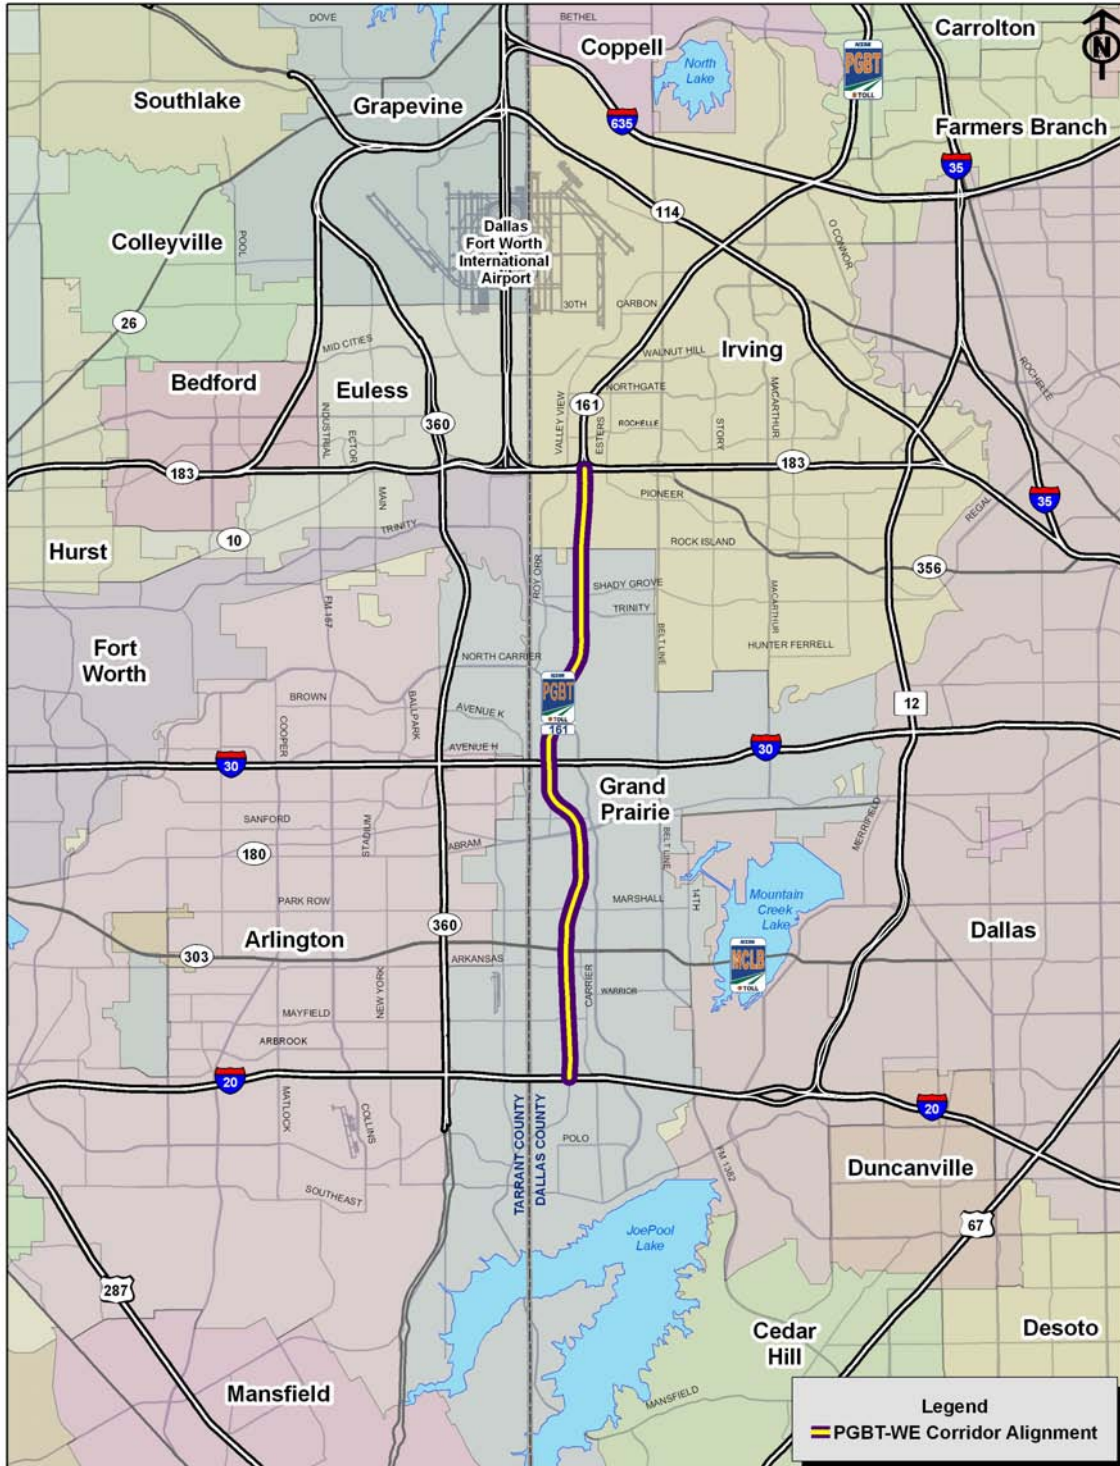 DOVE
BETHEL
Coppell
Carrolton
N
North
Lake
PGBT
TOLL
Southlake
Grapevine
635
Farmers Branch
35
114
Colleyville
POOL
Dallas
Fort Worth
International
Airport
O CONNOR
30TH
CARBON
26
MID CITIES
WALNUT HILL
Irving
ROCHELLE
Bedford
Euless
NORTHGATE
161
360
INDUSTRIAL
ECTOR
VALLEY VIEW
ESTERS
ROCHELLE
STORY
MACARTHUR
183
183
MAIN
PIONEER
35
REGAL
TRINITY
10
Hurst
ROCK ISLAND
356
ROY ORR
SHADY GROVE
TRINITY
MACARTHUR
FM 157
BELT LINE
HUNTER FERRELL
Fort
Worth
NORTH CARRIER
PGBT
TOLL
161
BROWN
COOPER
BALLPARK
AVENUE K
12
AVENUE H
30
30
Grand
Prairie
SANFORD
STADIUM
ABRAM
BELT LINE
MERRIFIELD
180
PARK ROW
MARSHALL
14TH
Mountain
Creek
Lake
Arlington
360
Dallas
303
ARKANSAS
MCLB
TOLL
NEW YORK
CARRIER
WARRIOR
MAYFIELD
ARBROOK
20
20
MATLOCK
COLLINS
TARRANT COUNTY
DALLAS COUNTY
POLO
FM 1382
Duncanville
SOUTHEAST
67
JoePool
Lake
287
Cedar
Hill
Desoto
Mansfield
MANSFIELD
Legend
PGBT-WE Corridor Alignment